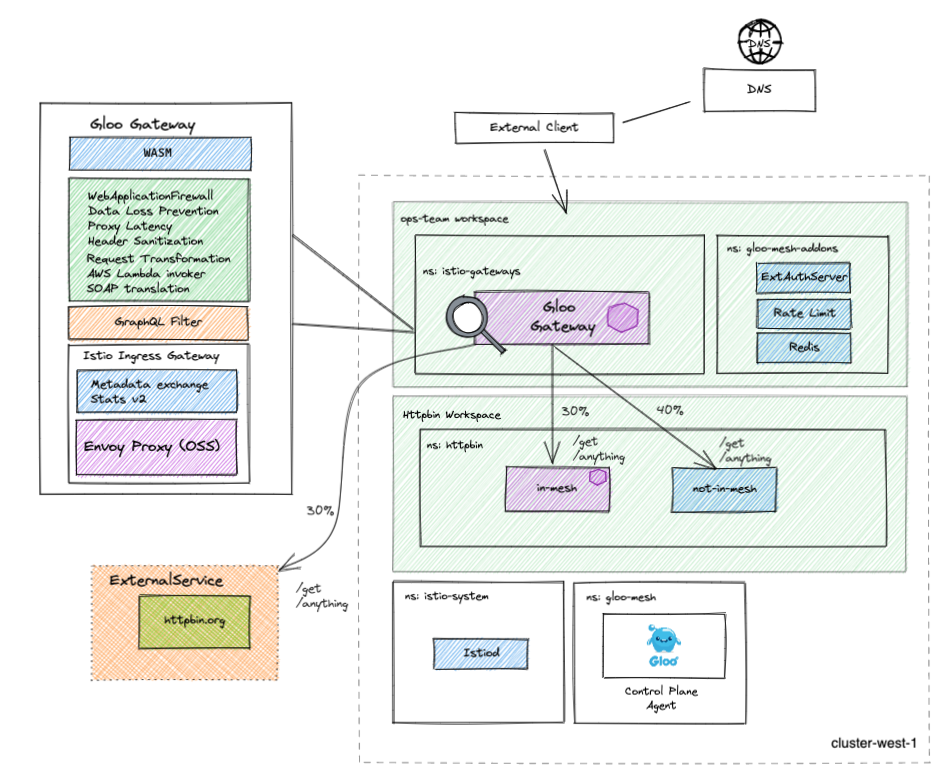 DNS
DNS
External Client
Gloo Gateway
WASM
WebApplicationFirewall
Data Loss Prevention
Proxy Latency
Header Sanitization
Request Transformation
AWS Lambda invoker
SOAP translation
GraphQL Filter
Istio Ingress Gateway
Metadata exchange
Stats v2
Envoy Proxy (OSS)
ops-team workspace
ns: istio-gateways
Gloo
Gateway
ns: gloo-mesh-addons
ExtAuthServer
Rate Limit
Redis
Httpbin Workspace
30%
40%
ns: httpbin
/get
/anything
/get
/anything
in-mesh
not-in-mesh
30%
ExternalService
httpbin.org
/get
/anything
ns: istio-system
Istiod
ns: gloo-mesh
Gloo
Control Plane
Agent
cluster-west-1